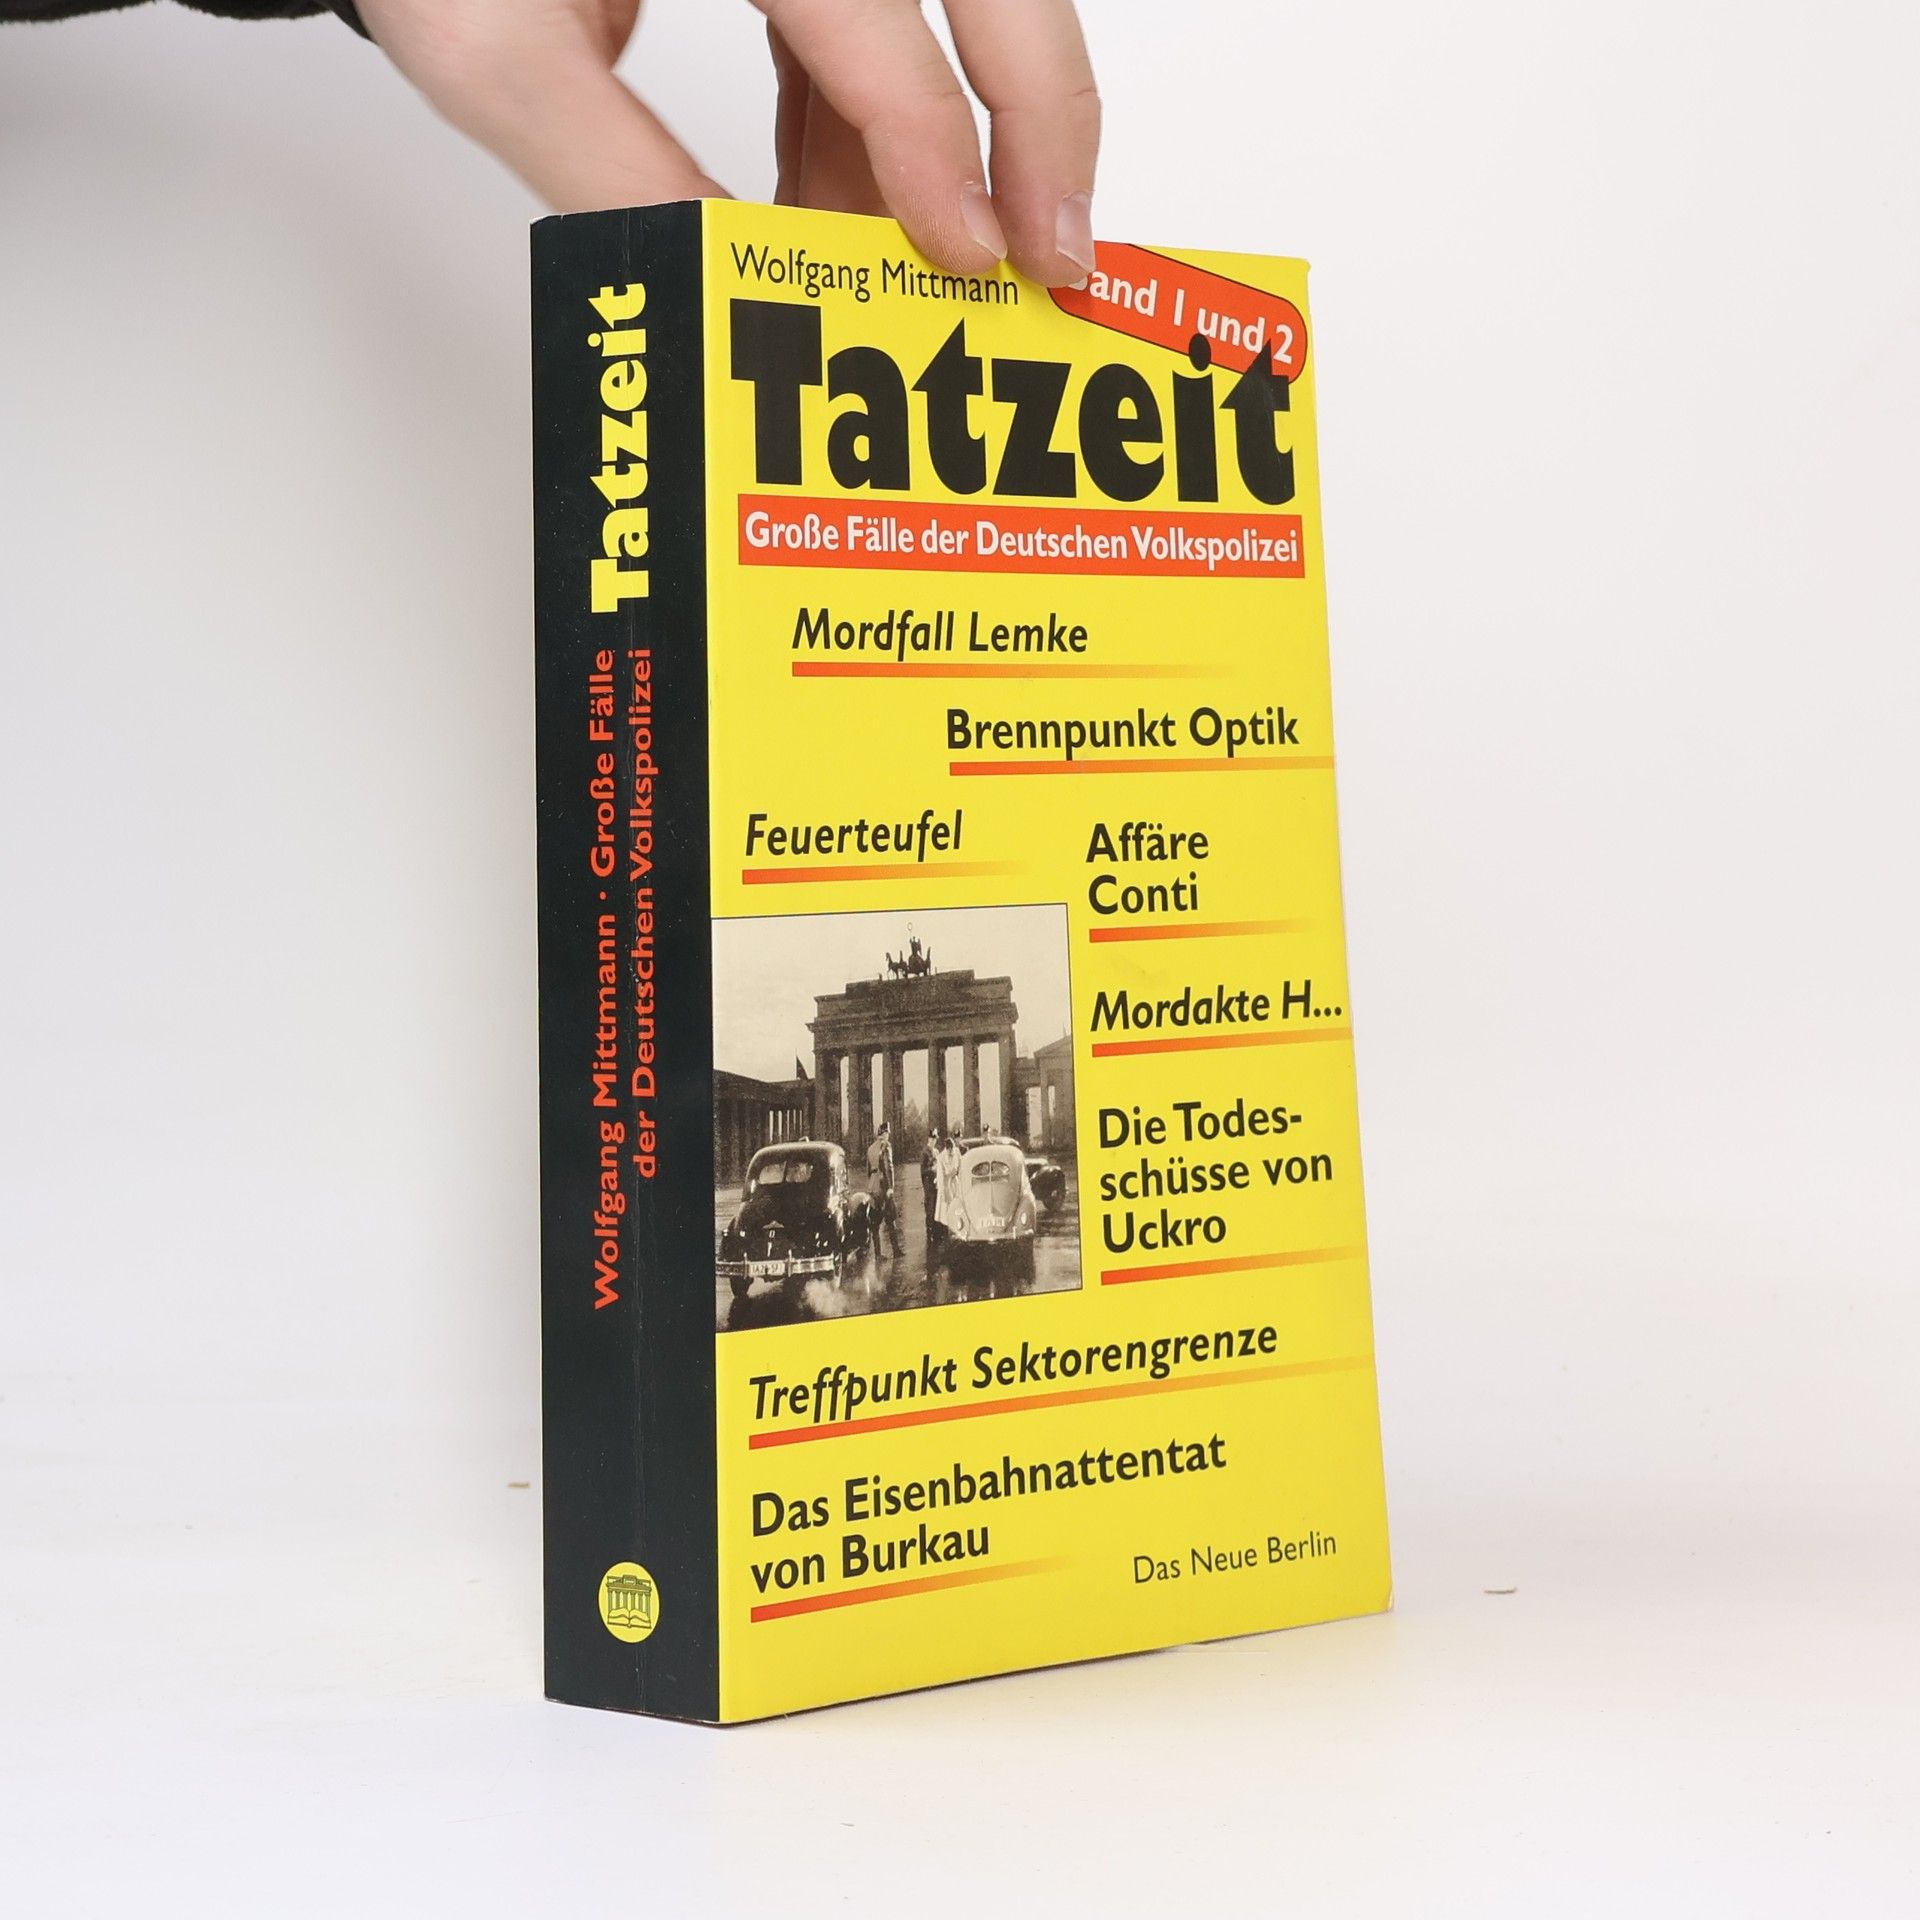 Wolfgang Mittmann
Band 1 und 2
Tatzeit
Große Fälle der Deutschen Volkspolizei
Mordfall Lemke
Brennpunkt Optik
Feuerteufel
Affäre
Conti
Mordakte H...
Die Todes-
schüsse von
Uckro
Treffpunkt Sektorengrenze
Das Eisenbahnattentat
von Burkau
Das Neue Berlin
Wolfgang Mittmann · Große Fälle
der Deutschen Volkspolizei
Tatzeit